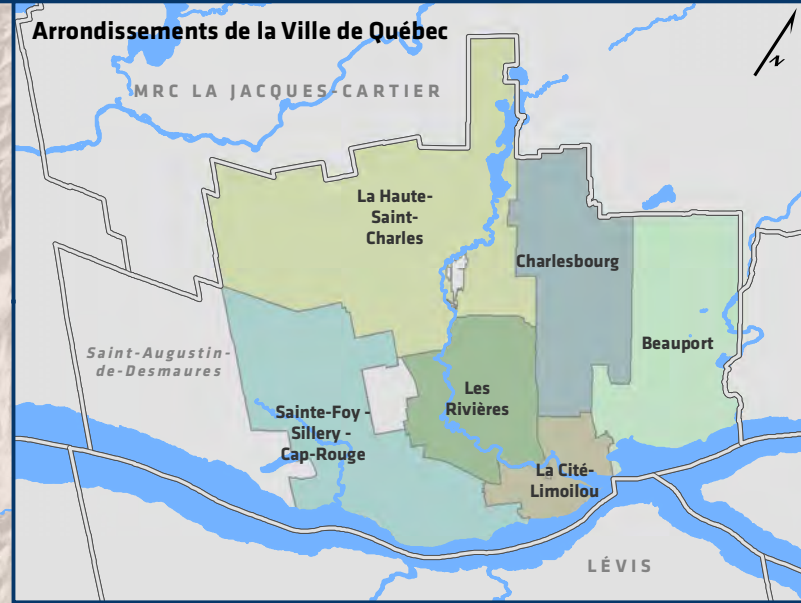 Arrondissements de la Ville de Québec
N
MRC LA JACQUES-CARTIER
La Haute-
Saint-
Charles
Charlesbourg
Beauport
Saint-Augustin-
de-Desmaures
Les
Rivières
Sainte-Foy -
Sillery -
Cap-Rouge
La Cité-
Limoilou
LÉVIS